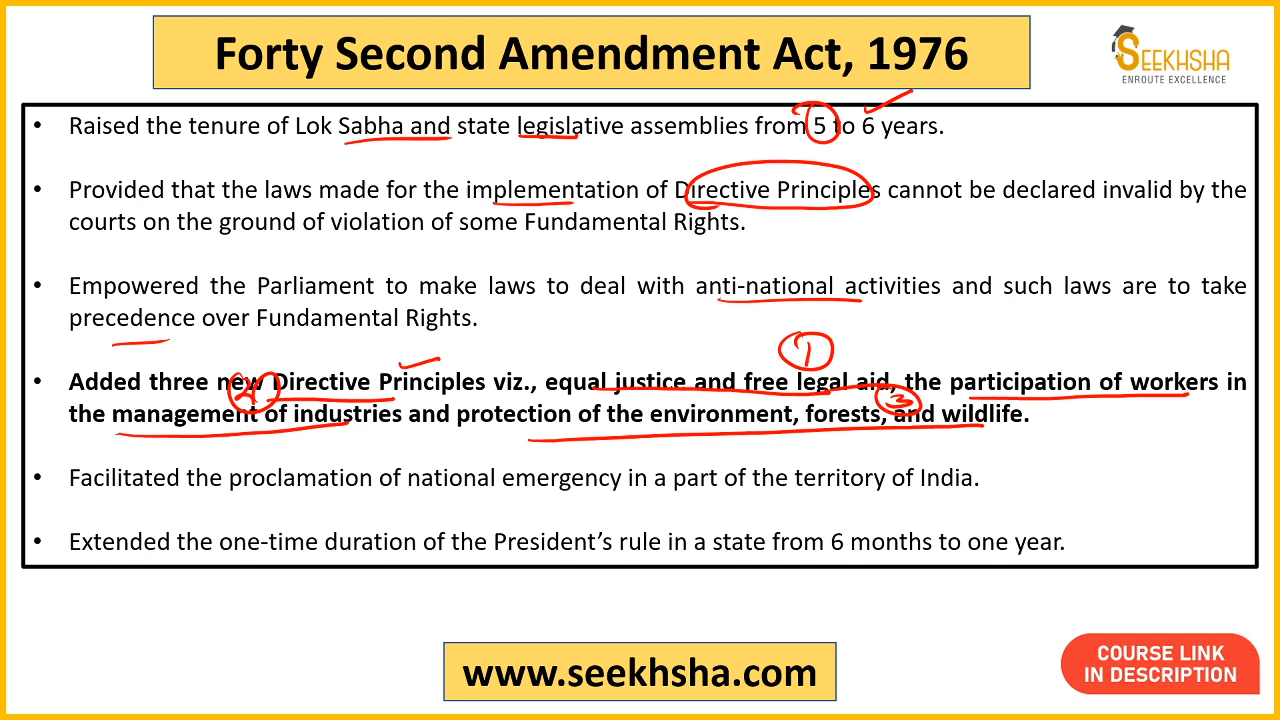 Forty Second Amendment Act, 1976
SEEKHSHA
ENROUTE EXCELLENCE
• Raised the tenure of Lok Sabha and state legislative assemblies from 5 to 6 years.
• Provided that the laws made for the implementation of Directive Principles cannot be declared invalid by the
courts on the ground of violation of some Fundamental Rights.
• Empowered the Parliament to make laws to deal with anti-national activities and such laws are to take
precedence over Fundamental Rights.
1
• Added three new Directive Principles viz., equal justice and free legal aid, the participation of workers in
2
3
the management of industries and protection of the environment, forests, and wildlife.
• Facilitated the proclamation of national emergency in a part of the territory of India.
• Extended the one-time duration of the President’s rule in a state from 6 months to one year.
www.seekhsha.com
COURSE LINK
IN DESCRIPTION